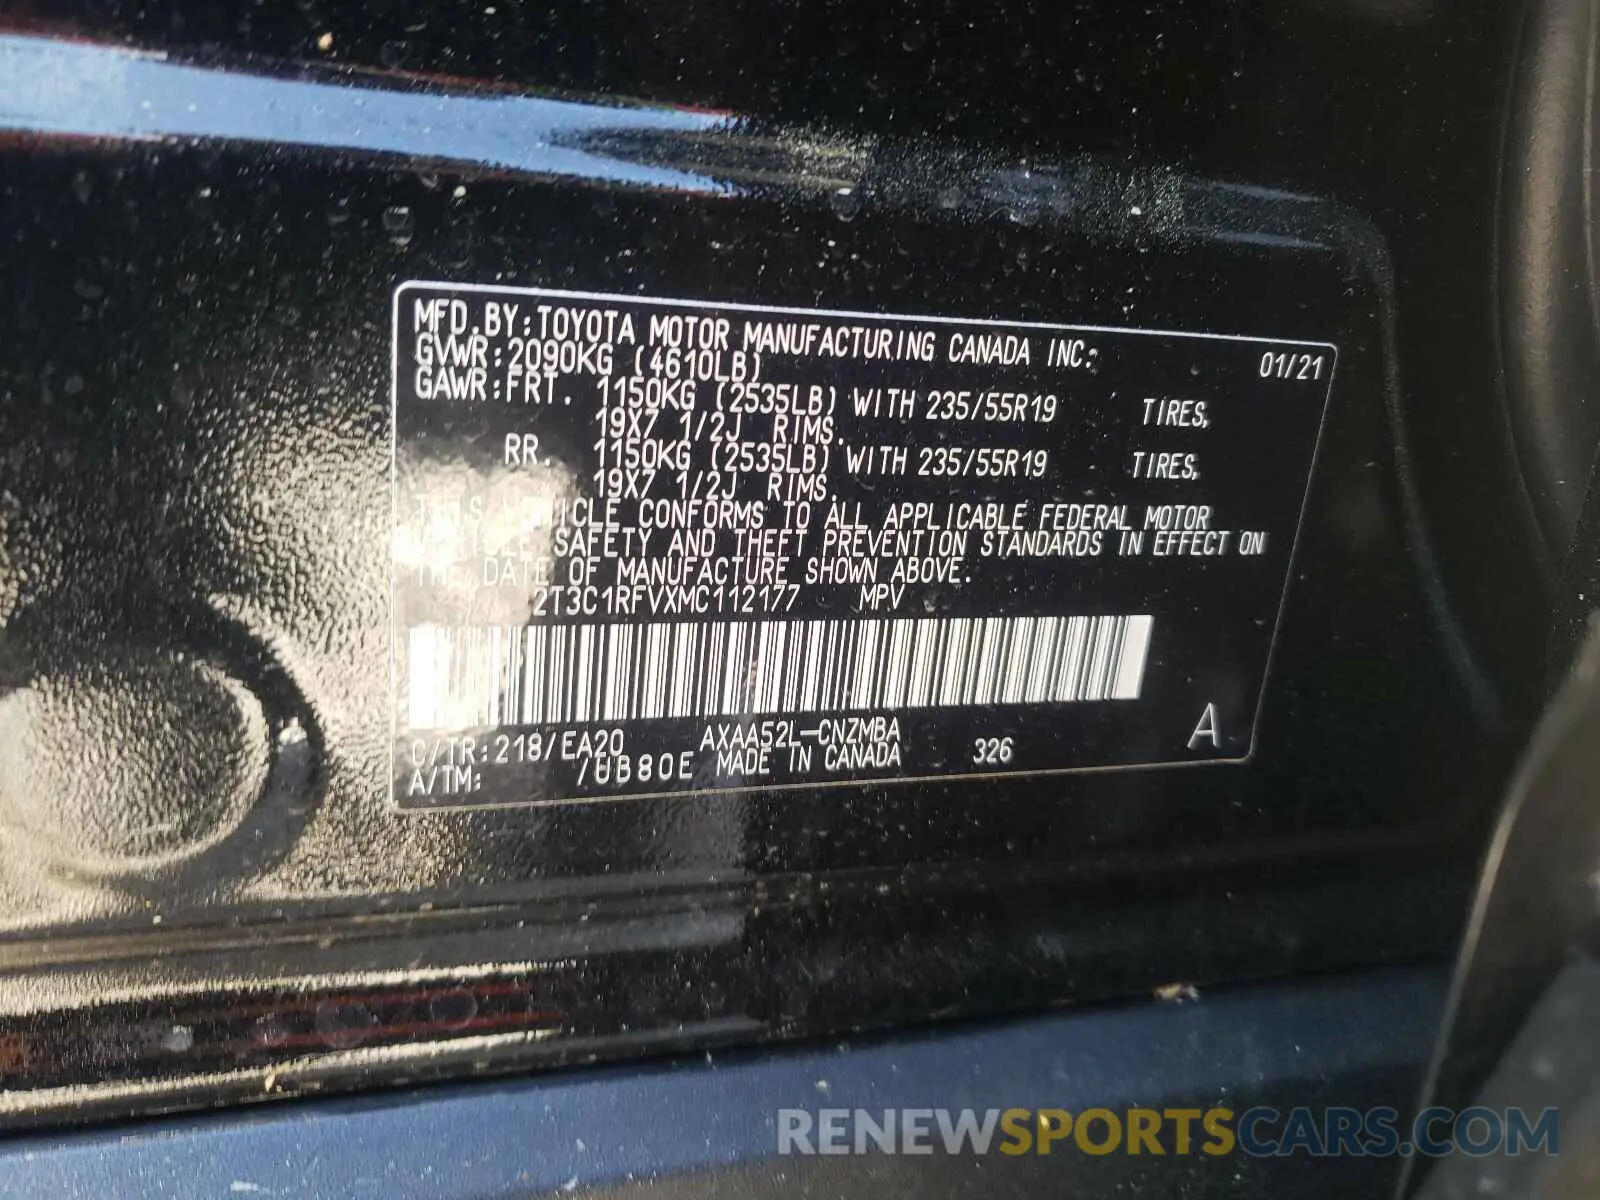 MFD.BY:TOYOTA MOTOR MANUFACTURING CANADA INC. 01/21
GVWR:2090KG (4610LB)
GAWR:FRT. 1150KG (2535LB) WITH 235/55R19 TIRES,
19X7 1/2J RIMS.
RR. 1150KG (2535LB) WITH 235/55R19 TIRES,
19X7 1/2J RIMS.
THIS VEHICLE CONFORMS TO ALL APPLICABLE FEDERAL MOTOR
VEHICLE SAFETY AND THEFT PREVENTION STANDARDS IN EFFECT ON
THE DATE OF MANUFACTURE SHOWN ABOVE.
2T3C1RFVXMC112177 MPV
C/TR:218/EA20 AXAA52L-CNZMBA
A/TM: /UB80E MADE IN CANADA 326 A
RENEWSPORTSCARS.COM